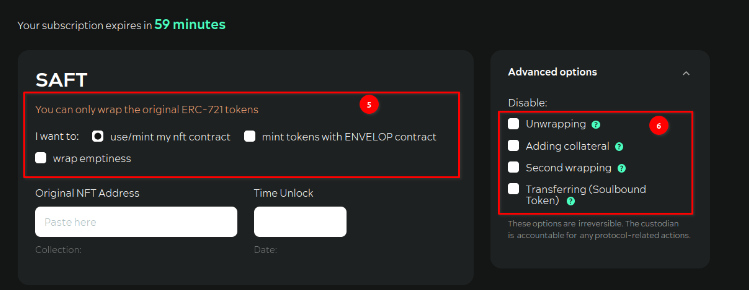 Your subscription expires in 59 minutes
SAFT
You can only wrap the original ERC-721 tokens
5
I want to: use/mint my nft contract mint tokens with ENVELOP contract
wrap emptiness
Original NFT Address Time Unlock
Paste here
Collection: Date:
Advanced options
Disable:
Unwrapping ?
6
Adding collateral ?
Second wrapping ?
Transferring (Soulbound
Token) ?
These options are irreversible. The custodian
is accountable for any protocol-related actions.